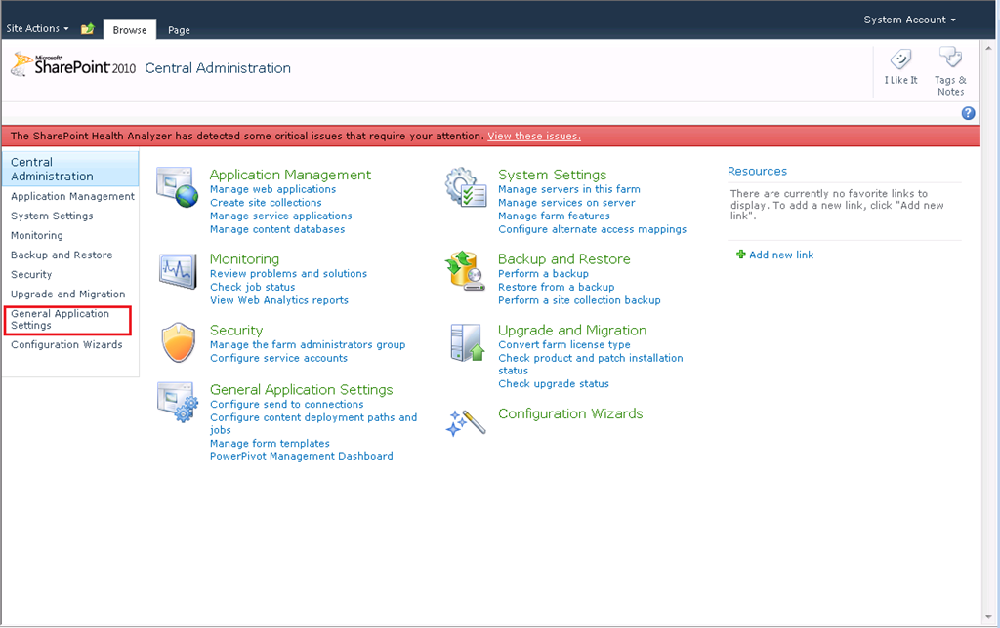 Site Actions
Browse
Page
System Account
Microsoft
SharePoint 2010
Central Administration
I Like It
Tags &
Notes
The SharePoint Health Analyzer has detected some critical issues that require your attention. View these issues.
Central
Administration
Application Management
System Settings
Monitoring
Backup and Restore
Security
Upgrade and Migration
General Application
Settings
Configuration Wizards
Application Management
Manage web applications
Create site collections
Manage service applications
Manage content databases
Monitoring
Review problems and solutions
Check job status
View Web Analytics reports
Security
Manage the farm administrators group
Configure service accounts
General Application Settings
Configure send to connections
Configure content deployment paths and
jobs
Manage form templates
PowerPivot Management Dashboard
System Settings
Manage servers in this farm
Manage services on server
Manage farm features
Configure alternate access mappings
Backup and Restore
Perform a backup
Restore from a backup
Perform a site collection backup
Upgrade and Migration
Convert farm license type
Check product and patch installation
status
Check upgrade status
Configuration Wizards
Resources
There are currently no favorite links to
display. To add a new link, click "Add new
link".
Add new link